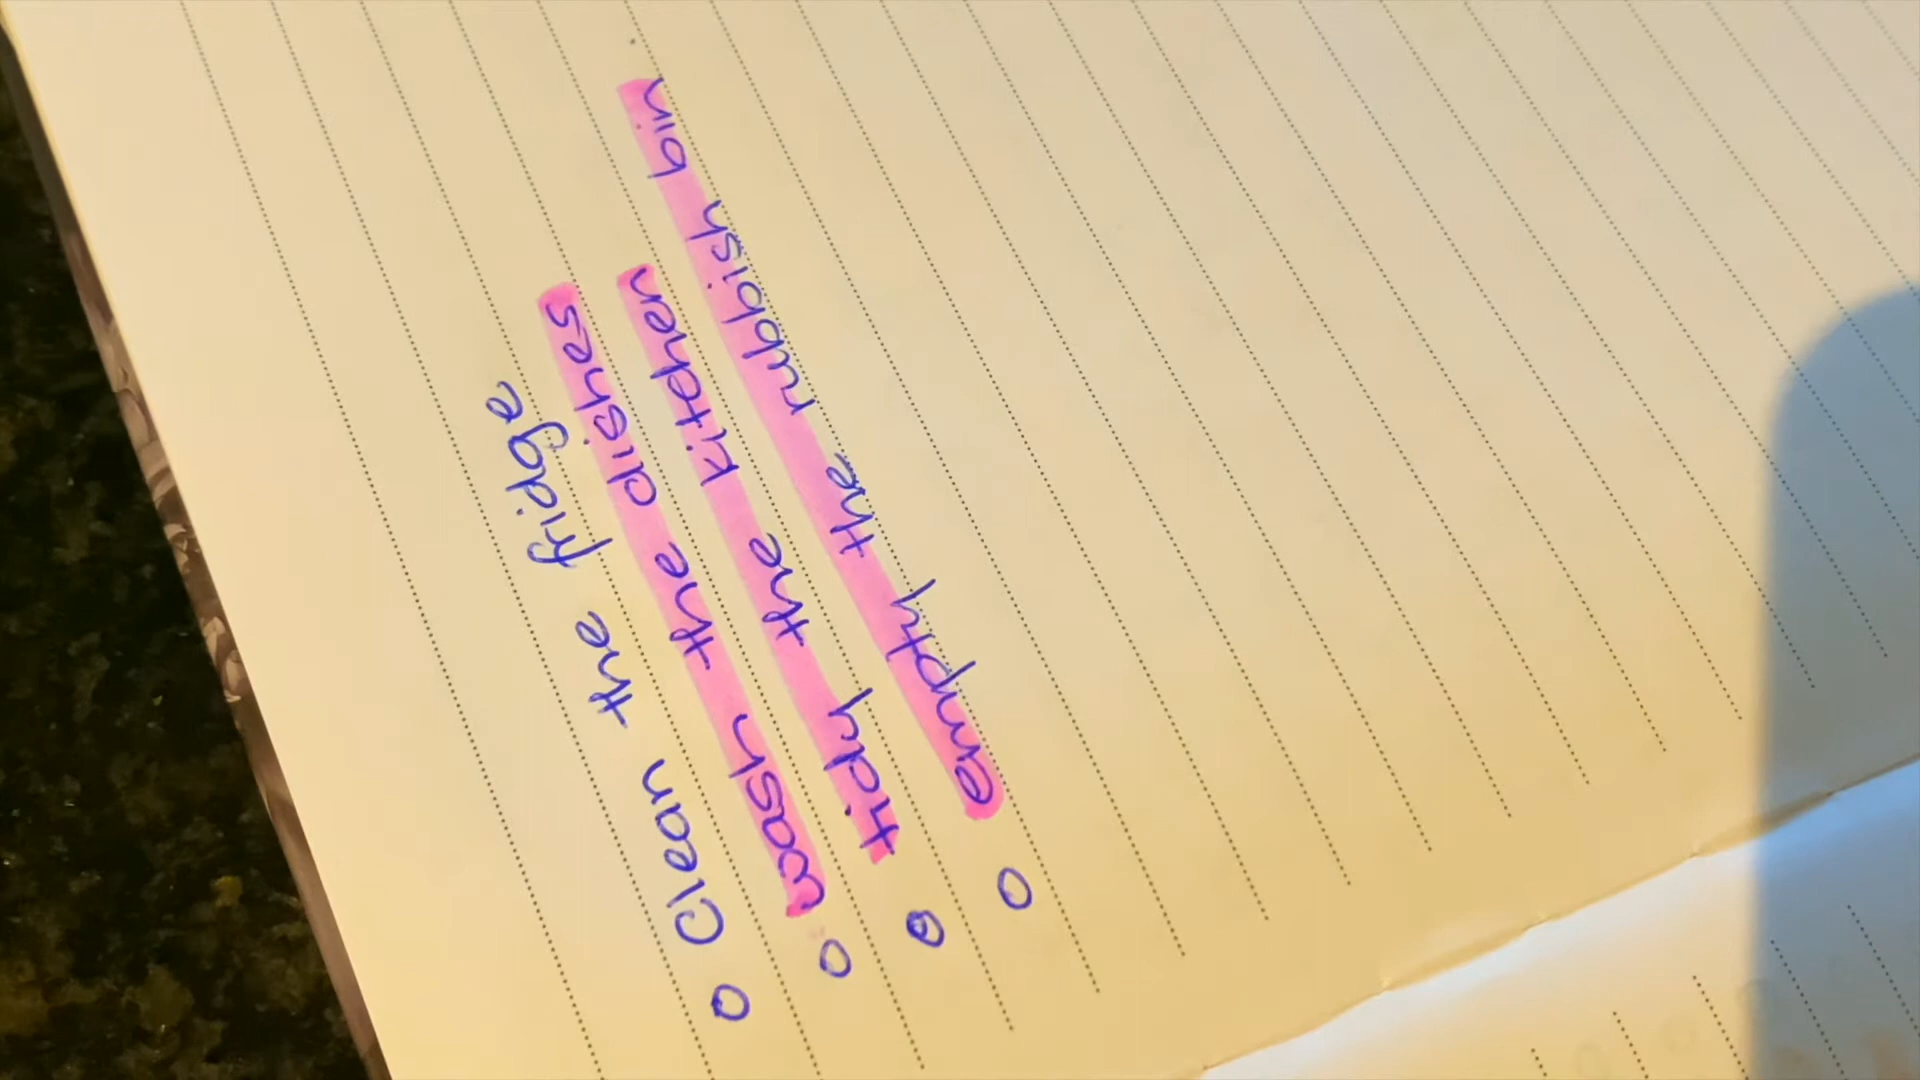 o Clean the fridge
o wash the dishes
o tidy the kitchen
o empty the rubbish bin